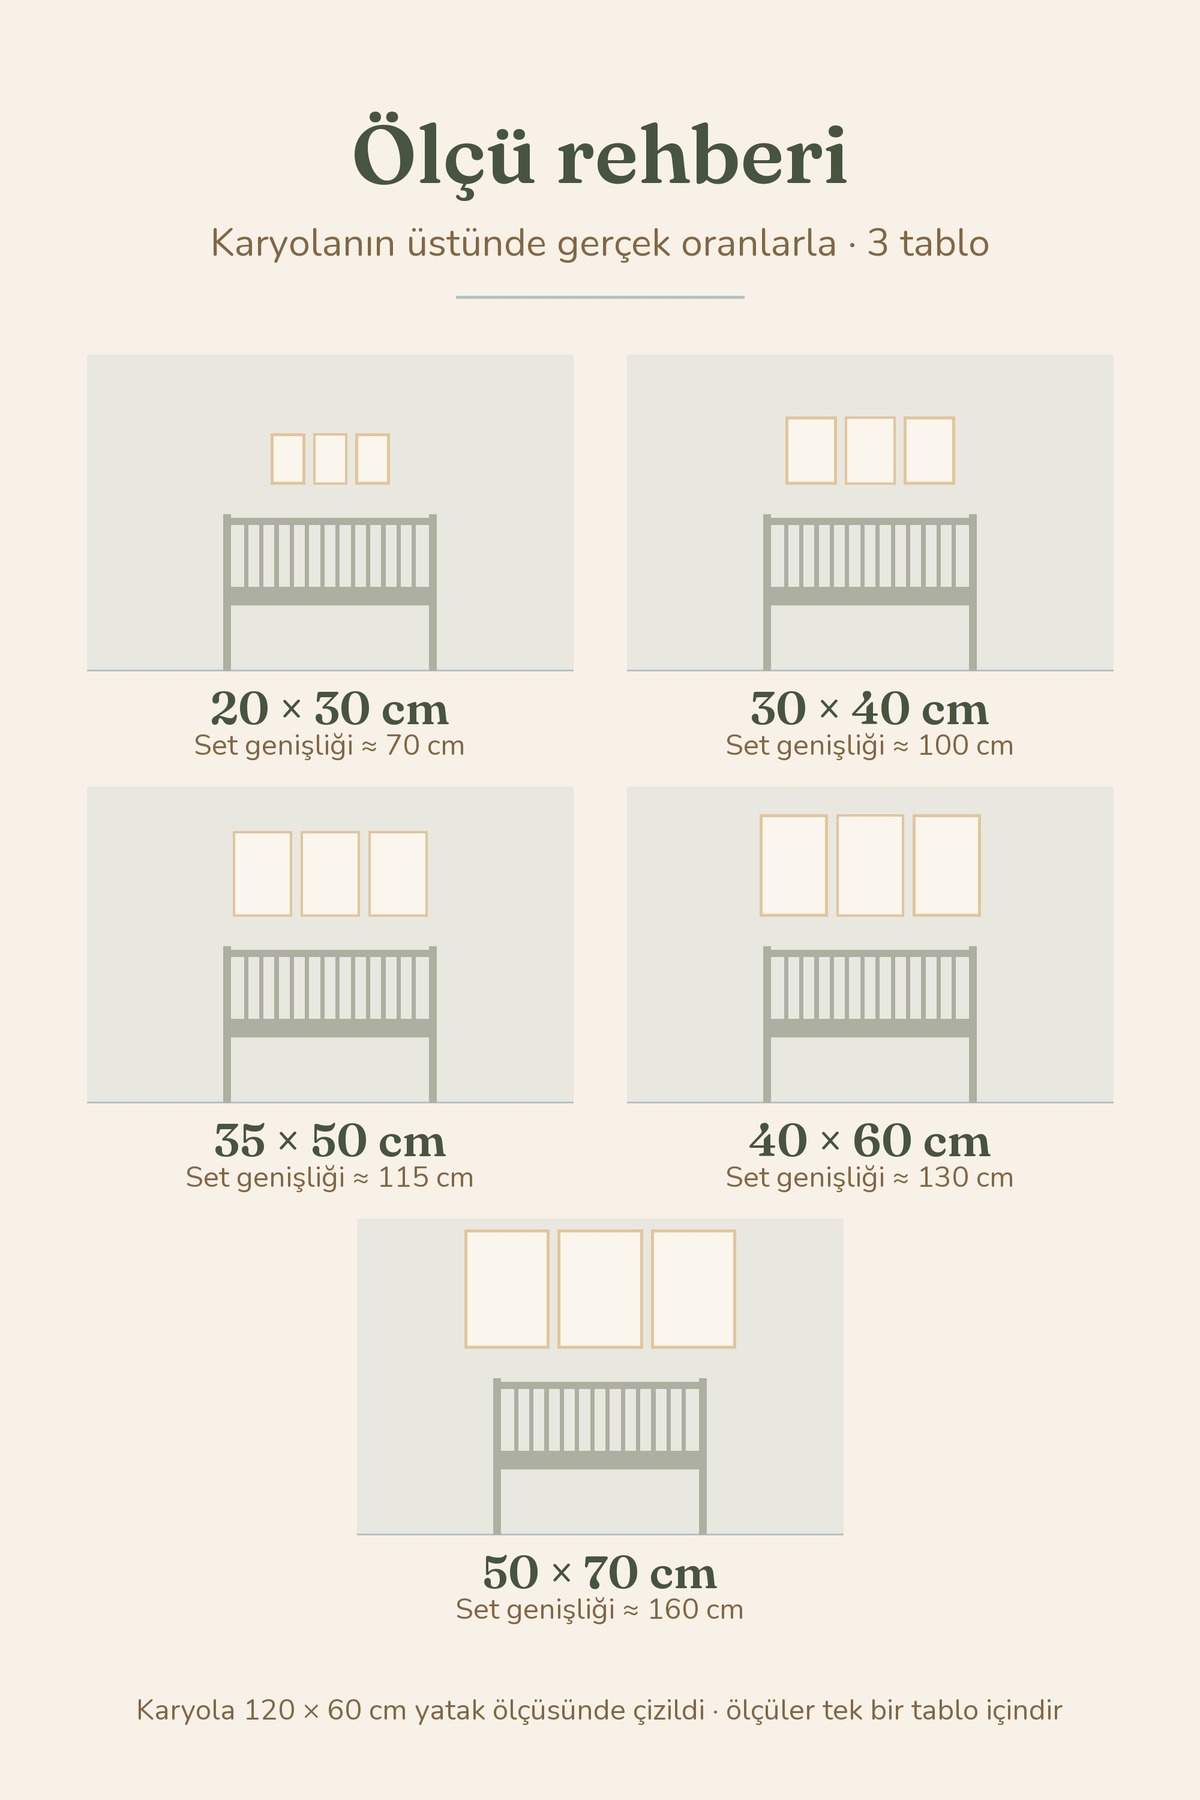 Ölçü rehberi
Karyolanın üstünde gerçek oranlarla · 3 tablo
20 × 30 cm
Set genişliği ≈ 70 cm
30 × 40 cm
Set genişliği ≈ 100 cm
35 × 50 cm
Set genişliği ≈ 115 cm
40 × 60 cm
Set genişliği ≈ 130 cm
50 × 70 cm
Set genişliği ≈ 160 cm
Karyola 120 × 60 cm yatak ölçüsünde çizildi · ölçüler tek bir tablo içindir